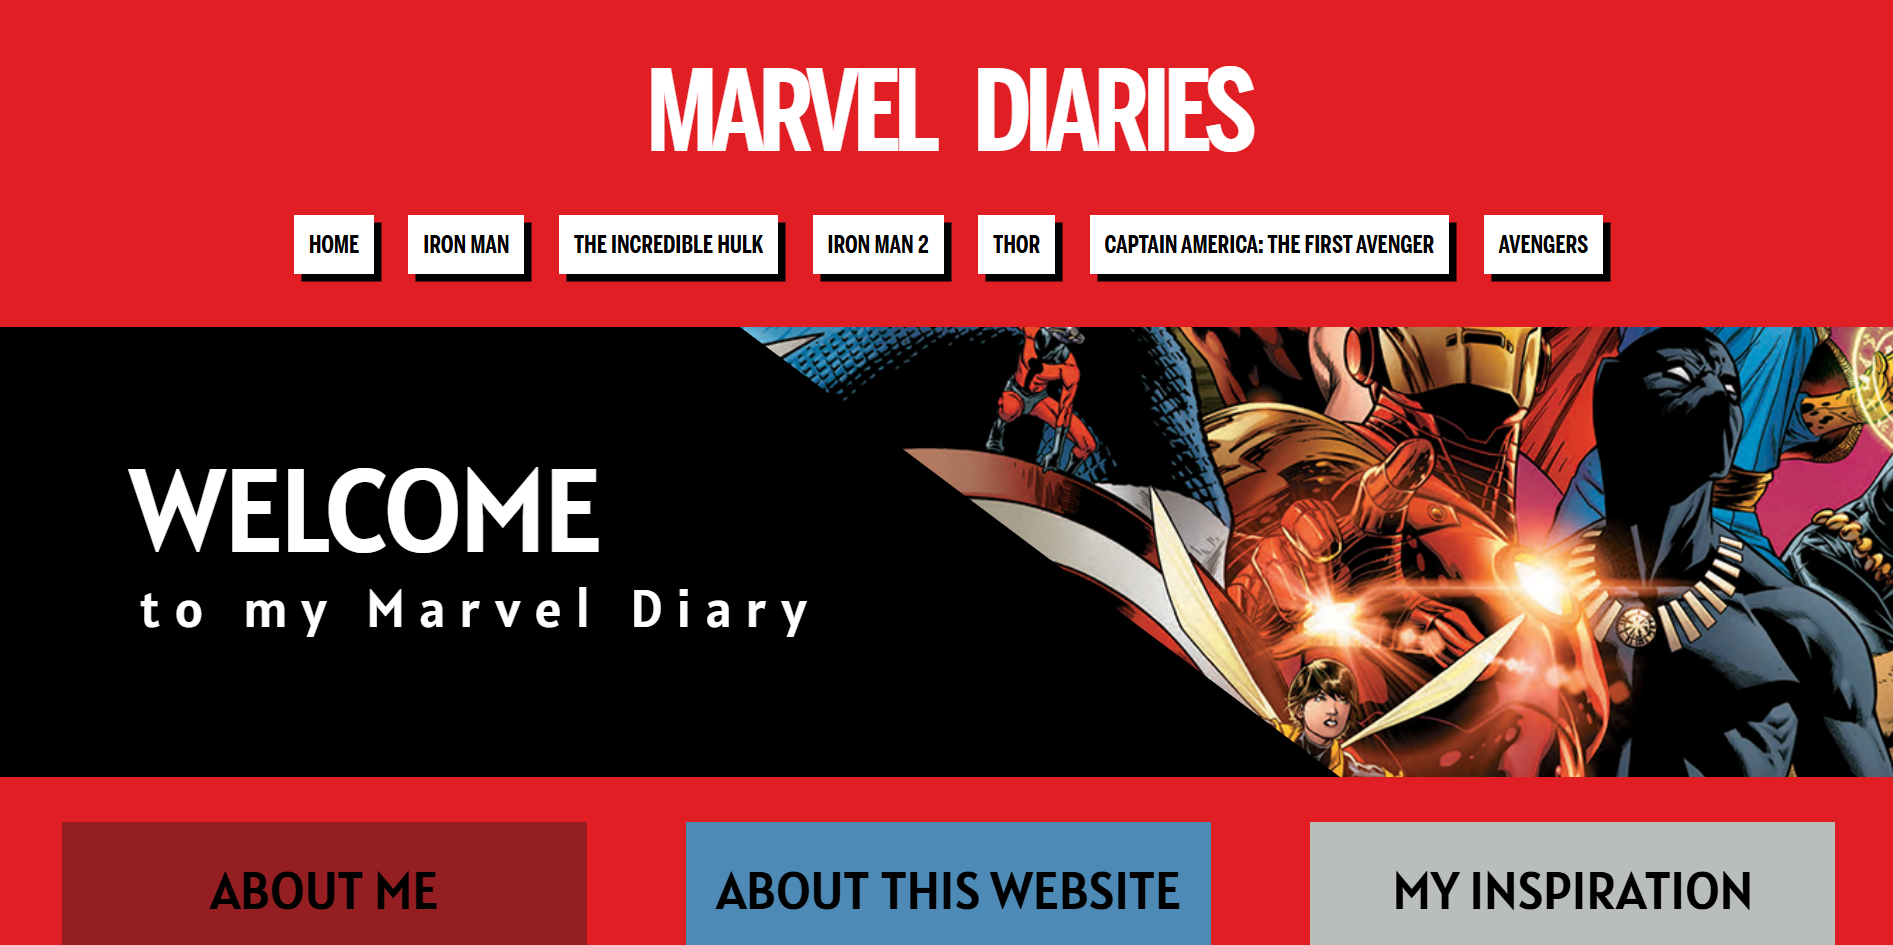 MARVEL DIARIES
HOME IRON MAN THE INCREDIBLE HULK IRON MAN 2 THOR CAPTAIN AMERICA: THE FIRST AVENGER AVENGERS
WELCOME
to my Marvel Diary
ABOUT ME ABOUT THIS WEBSITE MY INSPIRATION